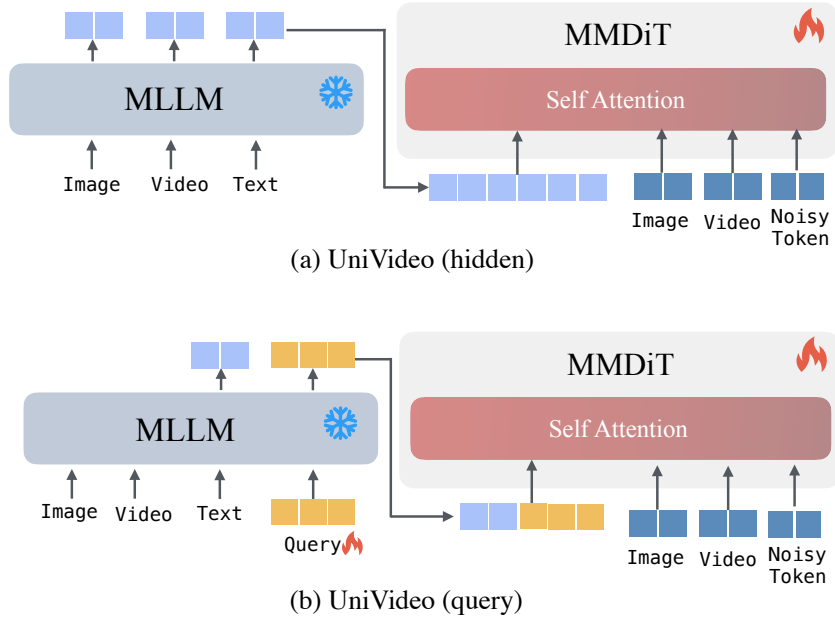 MMDiT
MLLM
Self Attention
Image
Video
Text
Image
Video
Noisy
Token
(a) UniVideo (hidden)
MMDiT
MLLM
Self Attention
Image
Video
Text
Query
Image
Video
Noisy
Token
(b) UniVideo (query)